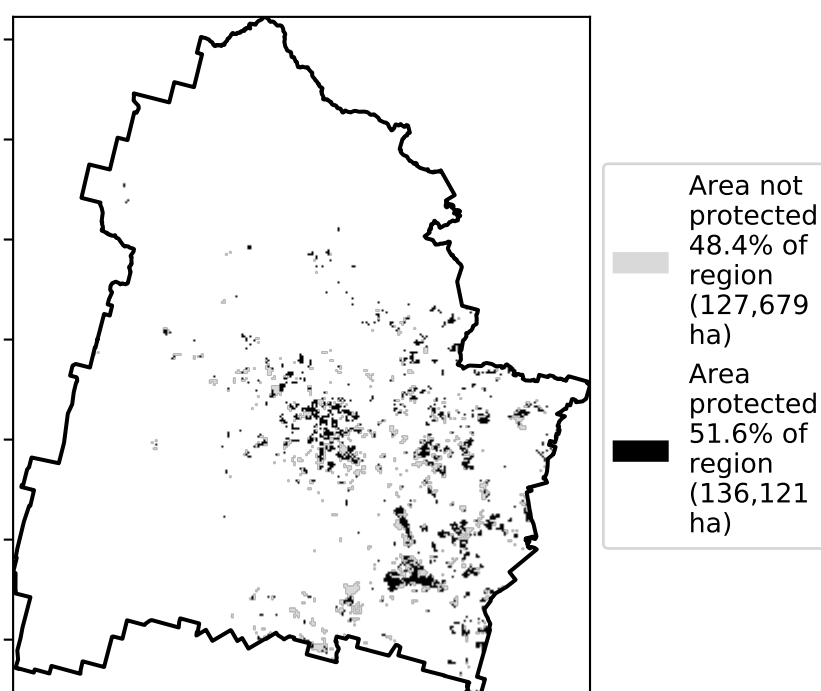 Area not
protected
48.4% of
region
(127,679
ha)
Area
protected
51.6% of
region
(136,121
ha)